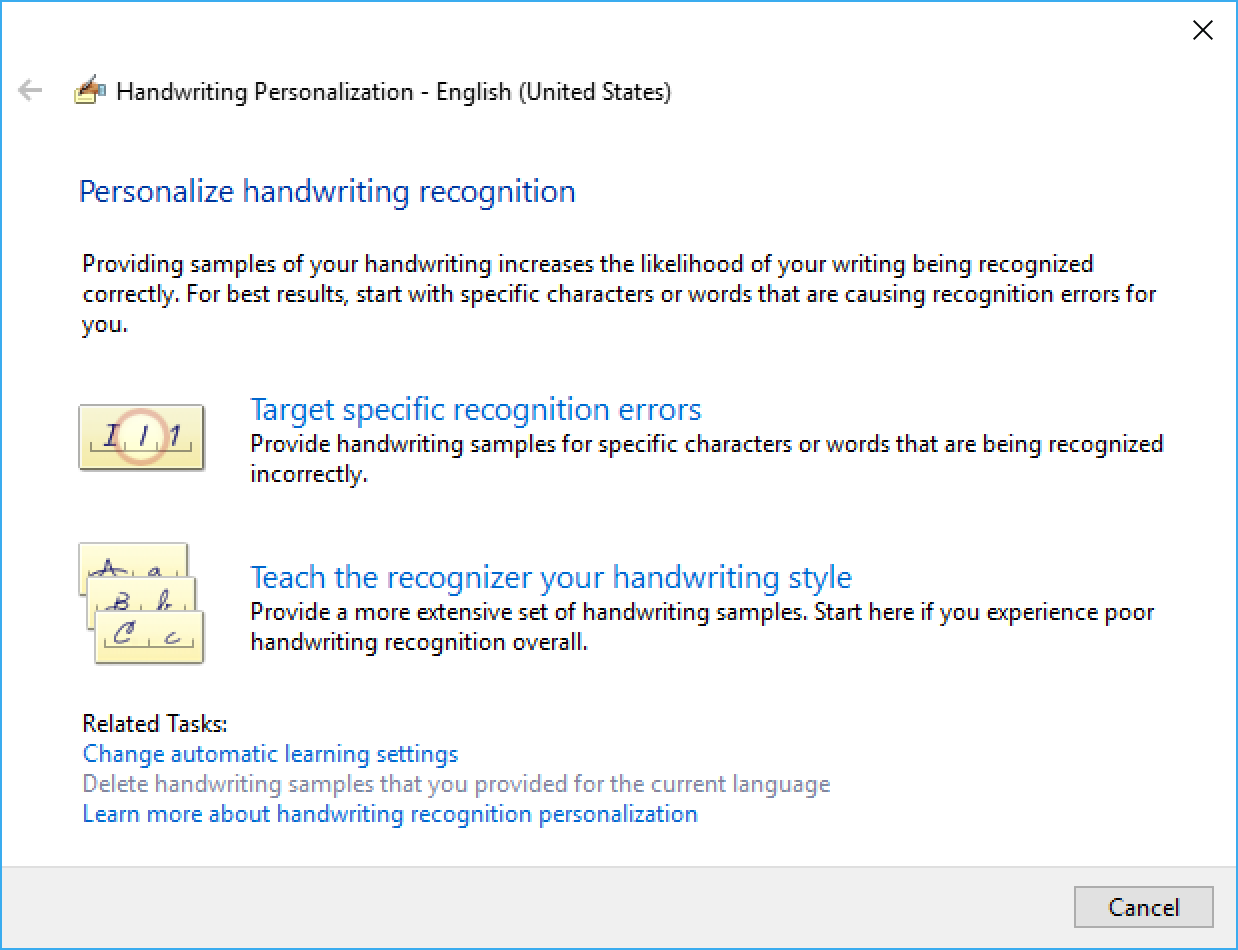 Handwriting Personalization - English (United States)
Personalize handwriting recognition
Providing samples of your handwriting increases the likelihood of your writing being recognized
correctly. For best results, start with specific characters or words that are causing recognition errors for
you.
I 1 1
Target specific recognition errors
Provide handwriting samples for specific characters or words that are being recognized
incorrectly.
A a
B b
C c
Teach the recognizer your handwriting style
Provide a more extensive set of handwriting samples. Start here if you experience poor
handwriting recognition overall.
Related Tasks:
Change automatic learning settings
Delete handwriting samples that you provided for the current language
Learn more about handwriting recognition personalization
Cancel